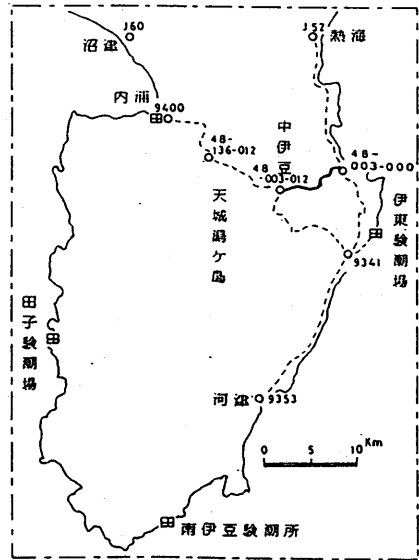 J60
沼津
J52
熱海
内浦
9400
48-
136-012
中伊豆
48
-003-012
48-
003-000
天城湯ケ島
伊東験潮場
9341
田子験潮場
河津
9353
Km
0 5 10
南伊豆験潮所